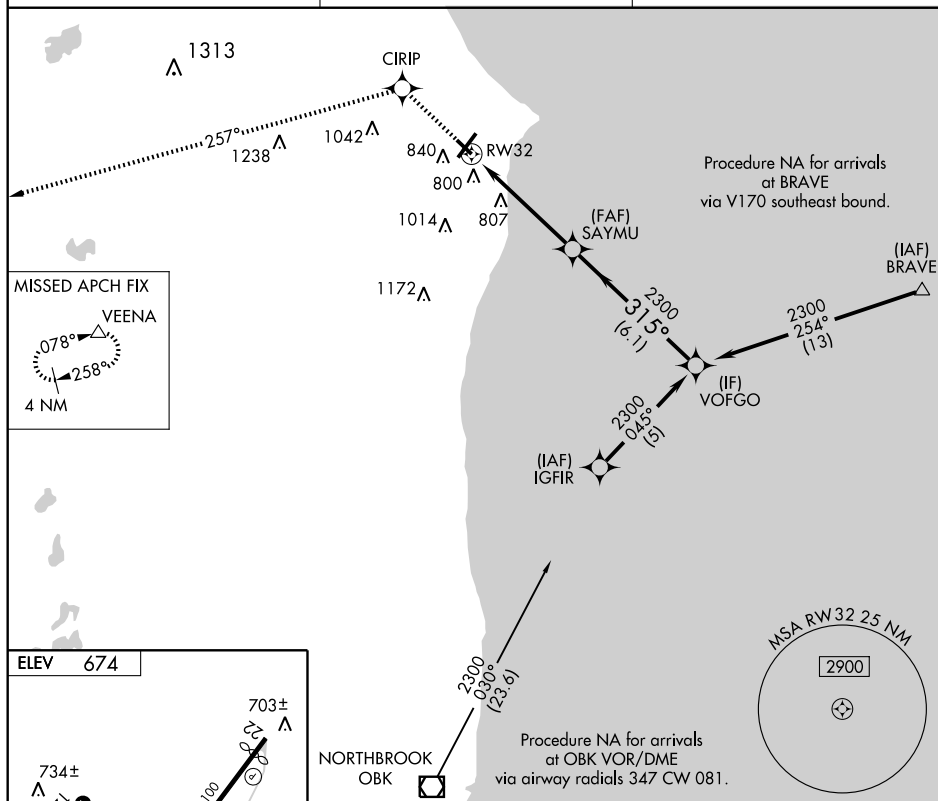 1313
CIRIP
257°
1238
1042
840
RW32
800
807
1014
1172
Procedure NA for arrivals
at BRAVE
via V170 southeast bound.
(FAF)
SAYMU
(IAF)
BRAVE
2300
315°
(6.1)
2300
254°
(13)
(IF)
VOFGO
2300
045°
(5)
(IAF)
IGFIR
MISSED APCH FIX
VEENA
078°
258°
4 NM
2300
030°
(23.6)
MSA RW32 25 NM
2900
ELEV 674
703±
22
734±
100
NORTHBROOK
OBK
Procedure NA for arrivals
at OBK VOR/DME
via airway radials 347 CW 081.